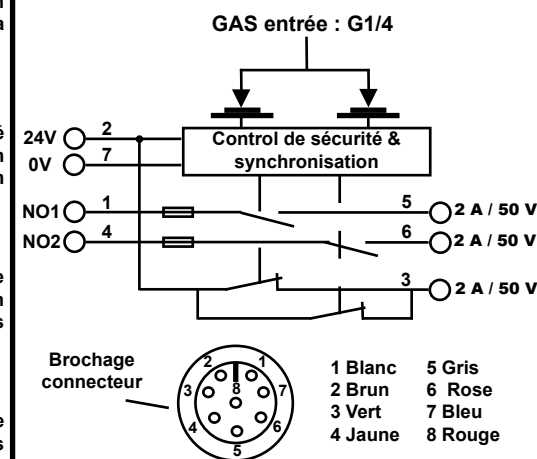 GAS entrée : G1/4
24V 2
0V 7
Control de sécurité &
synchronisation
NO1 1 5 2 A / 50 V
NO2 4 6 2 A / 50 V
3 2 A / 50 V
Brochage
connecteur
2 1
3 8 7
4 6
5
1 Blanc 5 Gris
2 Brun 6 Rose
3 Vert 7 Bleu
4 Jaune 8 Rouge
n
a
é
n
n
e
n
s
e
s